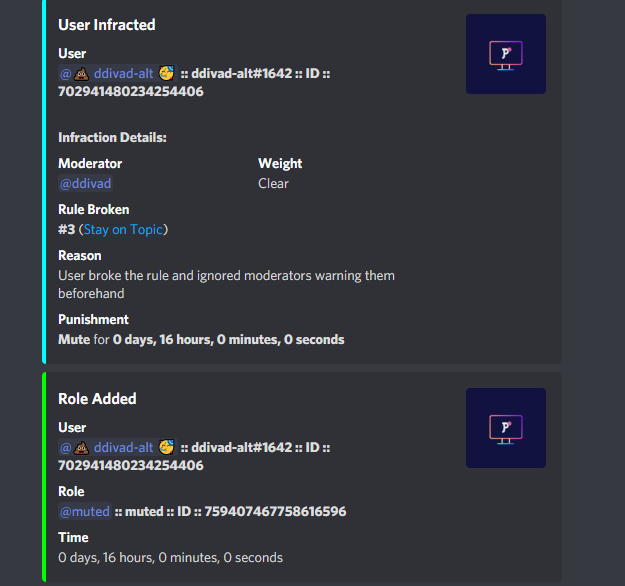 User Infracted
User
@💩 ddivad-alt 🥳 :: ddivad-alt#1642 :: ID ::
702941480234254406
Infraction Details:
Moderator Weight
@ddivad Clear
Rule Broken
#3 (Stay on Topic)
Reason
User broke the rule and ignored moderators warning them
beforehand
Punishment
Mute for 0 days, 16 hours, 0 minutes, 0 seconds
Role Added
User
@💩 ddivad-alt 🥳 :: ddivad-alt#1642 :: ID ::
702941480234254406
Role
@muted :: muted :: ID :: 759407467758616596
Time
0 days, 16 hours, 0 minutes, 0 seconds